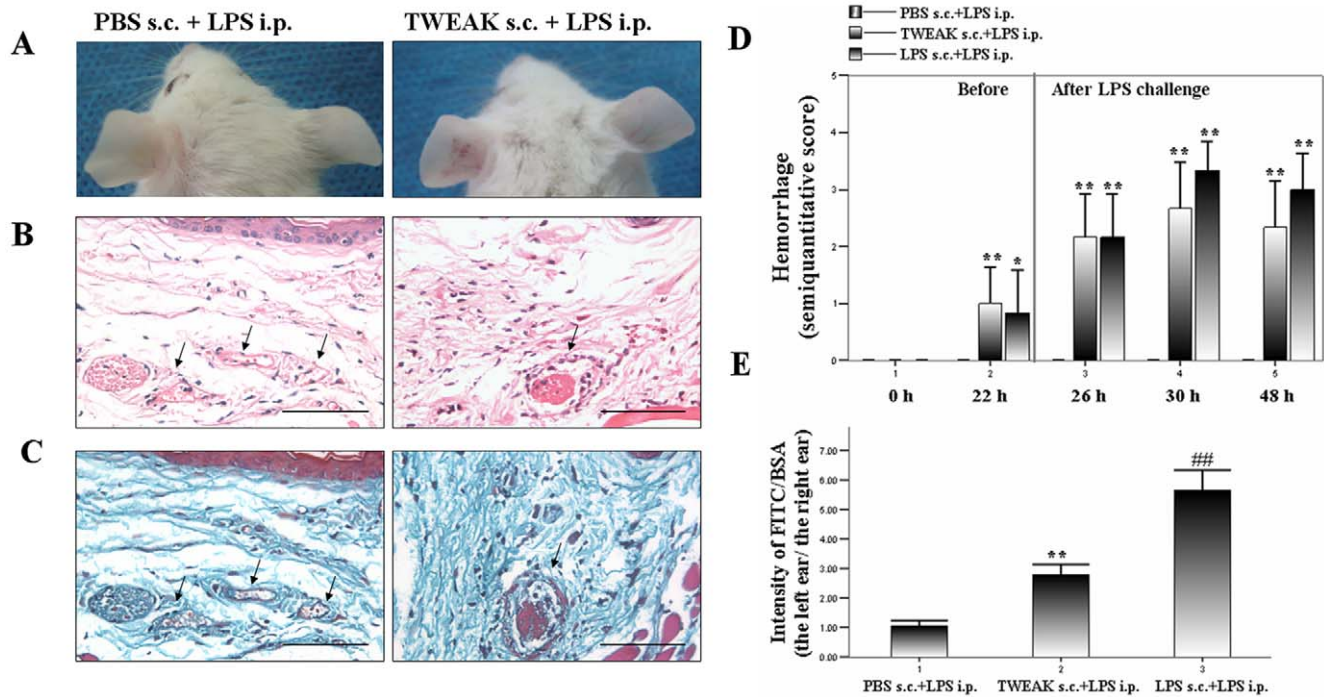 PBS s.c. + LPS i.p.
TWEAK s.c. + LPS i.p.
A
B
C
D
PBS s.c.+LPS i.p.
TWEAK s.c.+LPS i.p.
LPS s.c.+LPS i.p.
Hemorrhage
(semiquantitative score)
5
4
3
2
1
0
Before
After LPS challenge
**
*
**
**
**
**
**
**
1
2
3
4
5
0 h
22 h
26 h
30 h
48 h
E
Intensity of FITC/BSA
(the left ear/ the right ear)
7.00
6.00
5.00
4.00
3.00
2.00
1.00
0.00
**
##
1
2
3
PBS s.c.+LPS i.p.
TWEAK s.c.+LPS i.p.
LPS s.c.+LPS i.p.